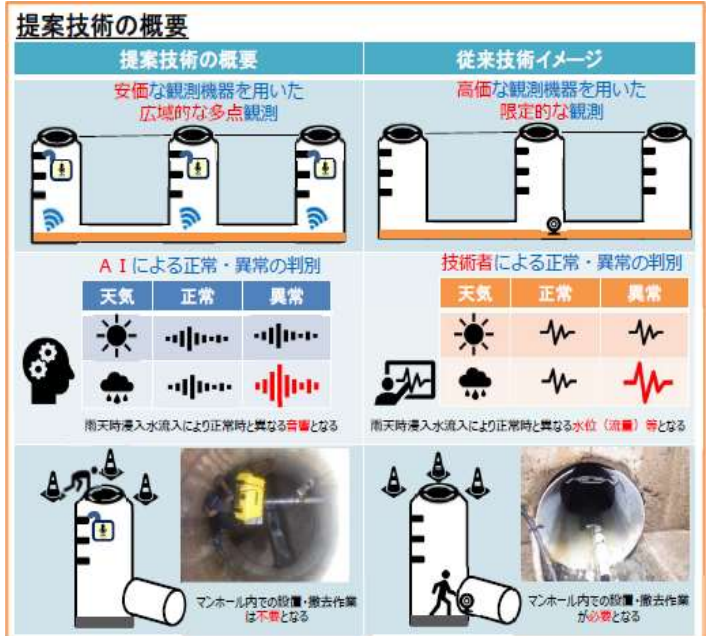 提案技術の概要
提案技術の概要
従来技術イメージ
安価な観測機器を用いた
広域的な多点観測
高価な観測機器を用いた
限定的な観測
AIによる正常・異常の判別
技術者による正常・異常の判別
天気 正常 異常
天気 正常 異常
雨天時浸入水流入により正常時と異なる音響となる
雨天時浸入水流入により正常時と異なる水位（流量）等となる
マンホール内での設置・撤去作業
は不要となる
マンホール内での設置・撤去作業
が必要となる